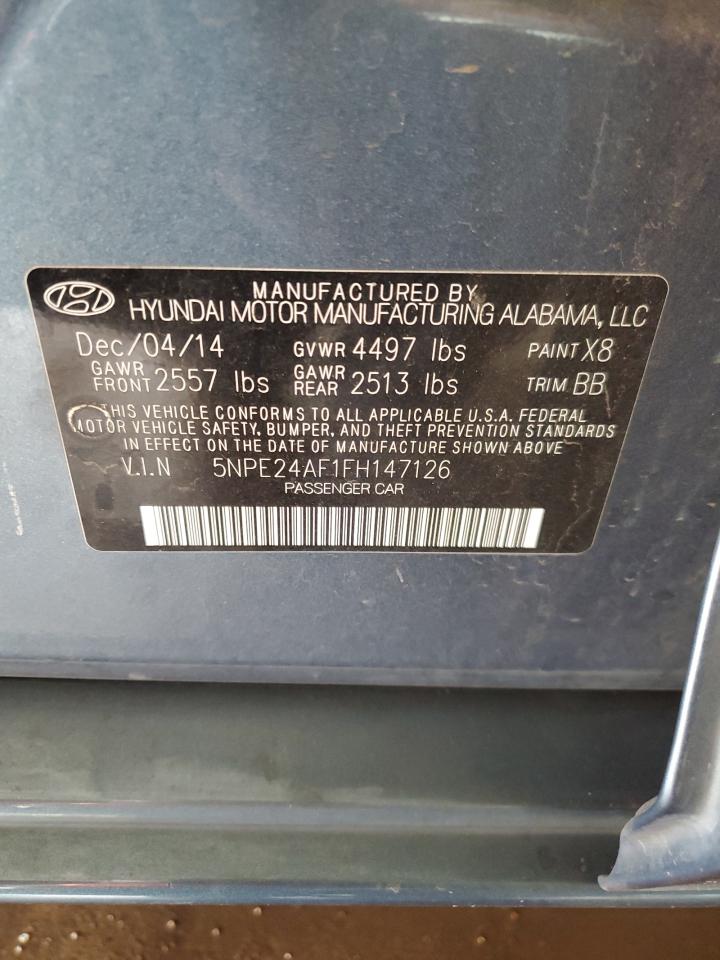 MANUFACTURED BY
HYUNDAI MOTOR MANUFACTURING ALABAMA, LLC
Dec/04/14 GVWR 4497 lbs PAINT X8
GAWR FRONT 2557 lbs GAWR REAR 2513 lbs TRIM BB
THIS VEHICLE CONFORMS TO ALL APPLICABLE U.S.A. FEDERAL
MOTOR VEHICLE SAFETY, BUMPER, AND THEFT PREVENTION STANDARDS
IN EFFECT ON THE DATE OF MANUFACTURE SHOWN ABOVE
V.I.N 5NPE24AF1FH147126
PASSENGER CAR